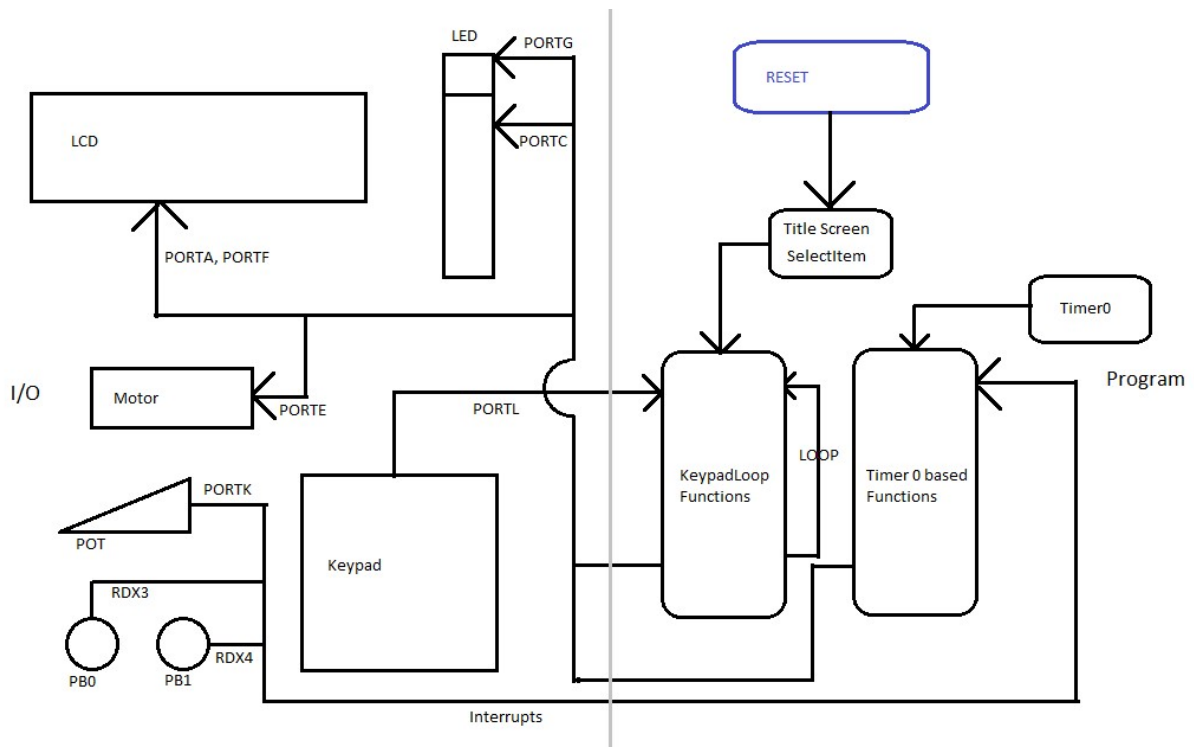 LED
PORTG
RESET
LCD
PORTC
Title Screen
SelectItem
PORTA, PORTF
Timer0
I/O
Motor
PORTE
PORTL
Program
LOOP
KeypadLoop
Functions
Timer 0 based
Functions
PORTK
POT
Keypad
RDX3
RDX4
PB0
PB1
Interrupts